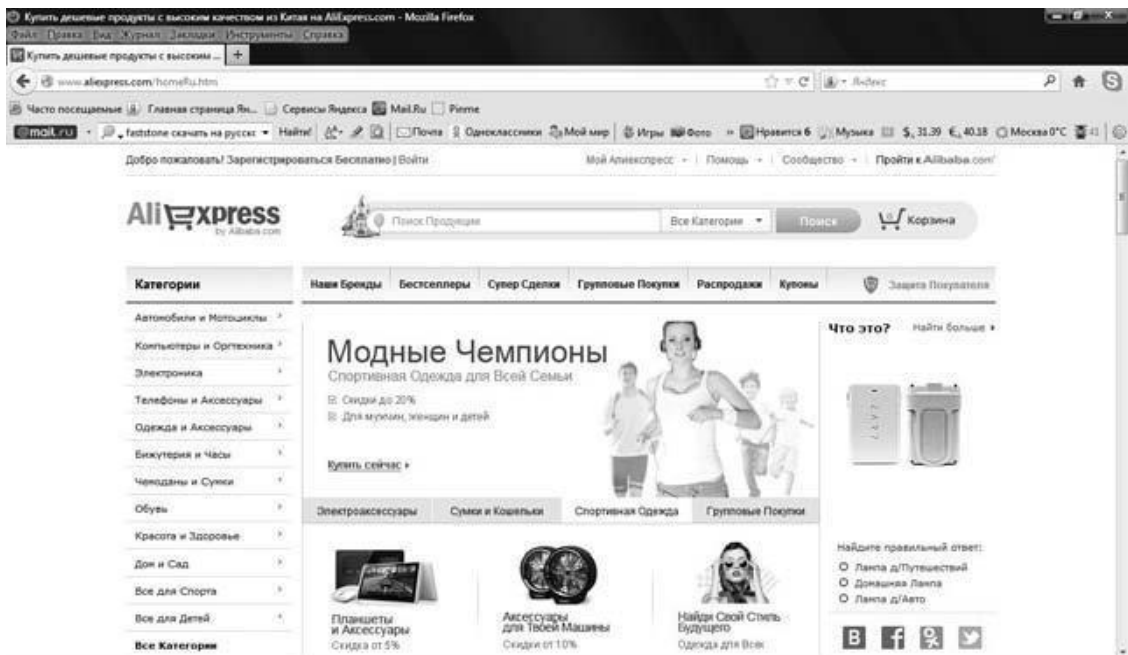 Купить дешевые продукты с высоким качеством из Китая на AliExpress.com - Mozilla Firefox
Файл Правка Вид Журнал Закладки Инструменты Справка
Купить дешевые продукты с высоким ... +
www.aliexpress.com/homeRu.htm Яндекс
Часто посещаемые Главная страница Ян... Сервисы Яндекса Mail.Ru
@mail.ru faststone скачать на русскс Найти! Почта Одноклассники Мой мир Игры Фото » Нравится 6 Музыка $ 31.39 € 40.18 Москва 0°C
Добро пожаловать! Зарегистрироваться Бесплатно | Войти Мой Алиекспресс Помощь Сообщество Пройти к Alibaba.com
AliExpress
by Alibaba.com
Поиск Продукции Все Категории Поиск 0 Корзина
Категории Наши Бренды Бестселлеры Супер Сделки Групповые Покупки Распродажи Купоны Защита Покупателя
Автомобили и Мотоциклы
Компьютеры и Оргтехника
Электроника
Телефоны и Аксессуары
Одежда и Аксессуары
Бижутерия и Часы
Чемоданы и Сумки
Обувь
Красота и Здоровье
Дом и Сад
Все для Спорта
Все для Детей
Все Категории
Модные Чемпионы
Спортивная Одежда для Всей Семьи
Скидки до 20%
Для мужчин, женщин и детей
Купить сейчас
Электроаксессуары Сумки и Кошельки Спортивная Одежда Групповые Покупки
Планшеты
и Аксессуары
Скидка от 5%
Аксессуары
для Твоей Машины
Скидки от 10%
Найди Свой Стиль
Будущего
Одежда для Всех
Что это? Найти больше
Найдите правильный ответ:
Лампа д/Путешествий
Домашняя Лампа
Лампа д/Авто